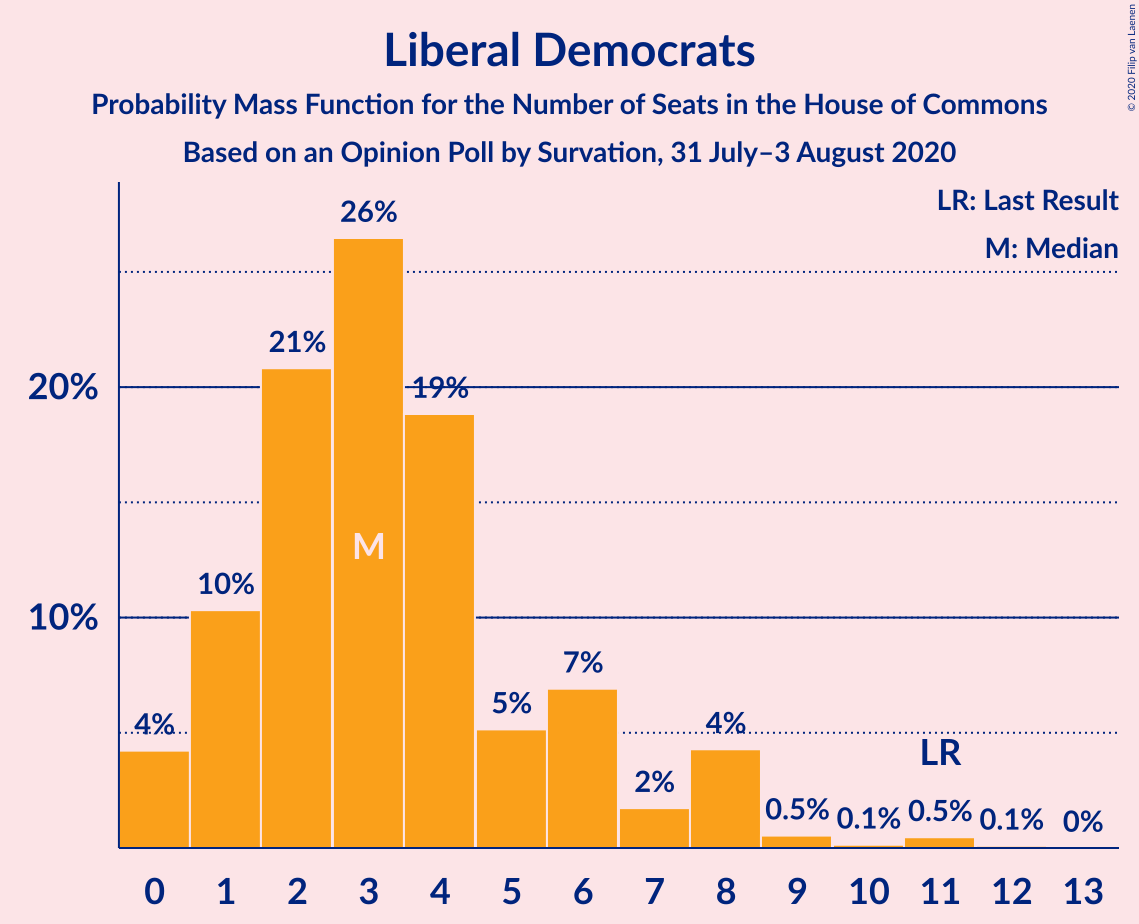 © 2020 Filip van Laenen
Liberal Democrats
Probability Mass Function for the Number of Seats in the House of Commons
Based on an Opinion Poll by Survation, 31 July–3 August 2020
LR: Last Result
M: Median
26%
21%
20%
19%
M
10%
10%
7%
5%
4%
4%
LR
2%
0.5%
0.1%
0.5%
0.1%
0%
0 1 2 3 4 5 6 7 8 9 10 11 12 13